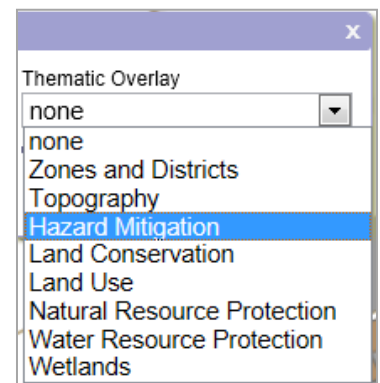 x
Thematic Overlay
none
none
Zones and Districts
Topography
Hazard Mitigation
Land Conservation
Land Use
Natural Resource Protection
Water Resource Protection
Wetlands